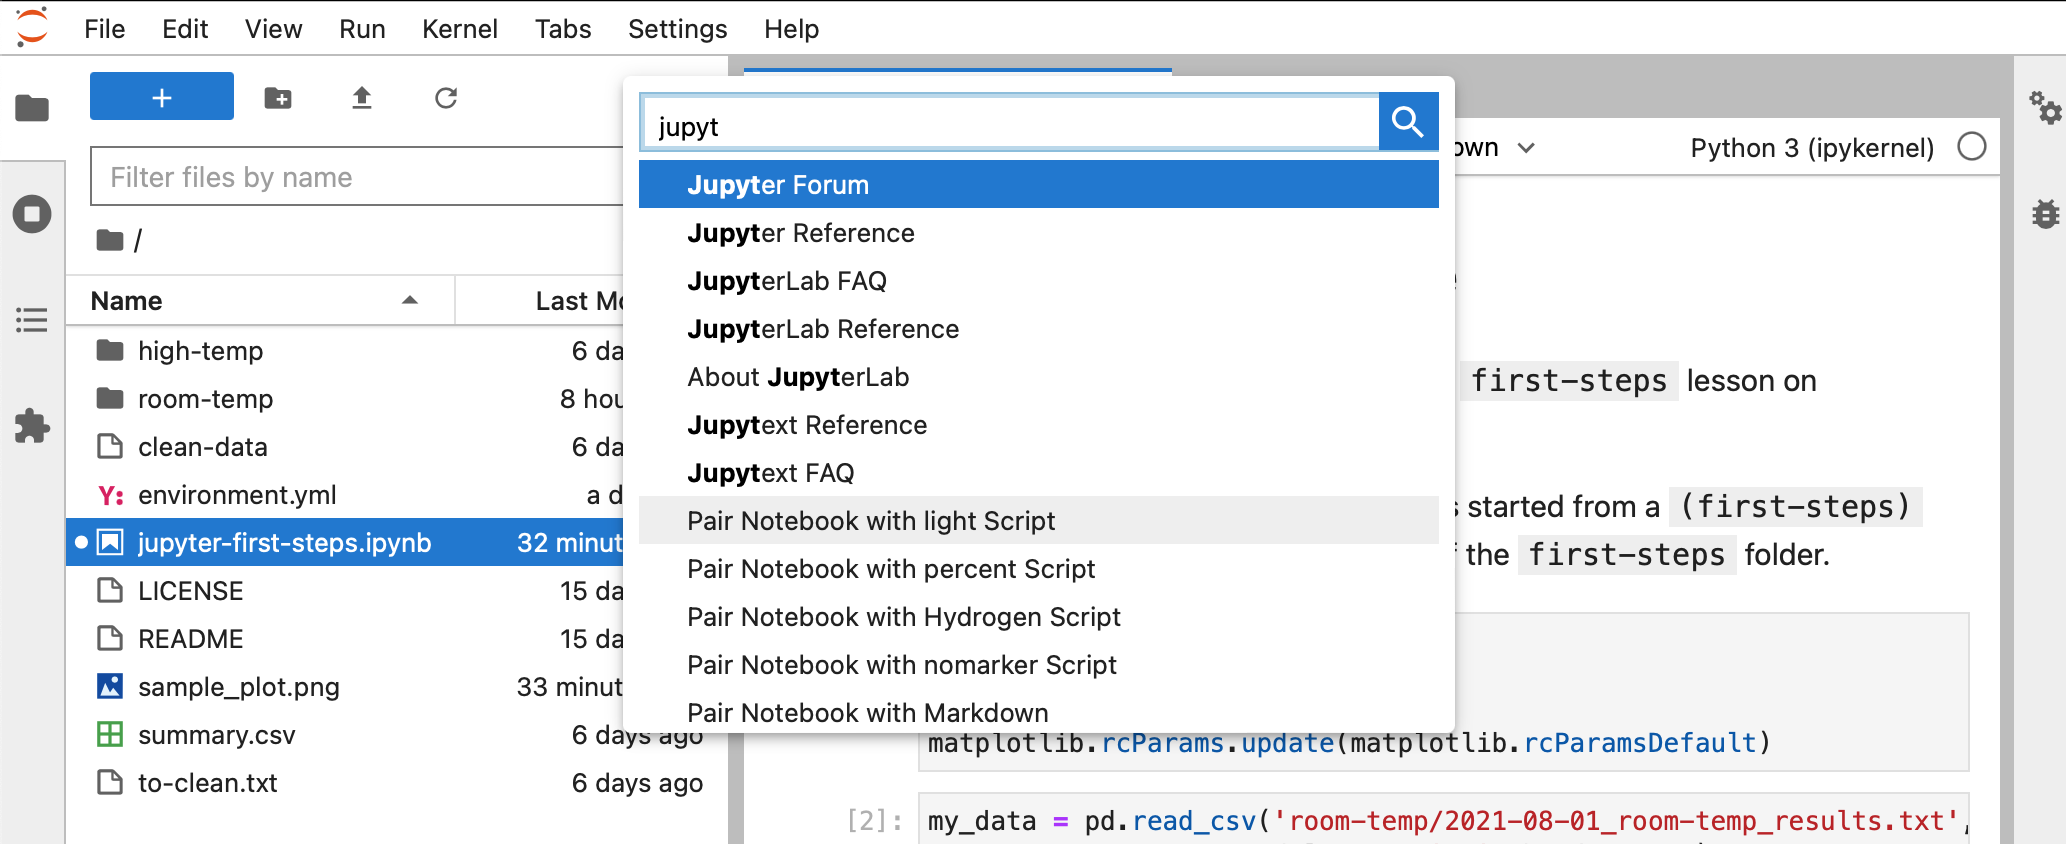 File Edit View Run Kernel Tabs Settings Help
+
Filter files by name
/
Name Last Mo
high-temp 6 da
room-temp 8 hou
clean-data 6 da
Y: environment.yml a d
jupyter-first-steps.ipynb 32 minut
LICENSE 15 da
README 15 da
sample_plot.png 33 minut
summary.csv 6 days ago
to-clean.txt 6 days ago
jupyt
Jupyter Forum
Jupyter Reference
JupyterLab FAQ
JupyterLab Reference
About JupyterLab
Jupytext Reference
Jupytext FAQ
Pair Notebook with light Script
Pair Notebook with percent Script
Pair Notebook with Hydrogen Script
Pair Notebook with nomarker Script
Pair Notebook with Markdown
own Python 3 (ipykernel)
first-steps lesson on
s started from a (first-steps)
the first-steps folder.
matplotlib.rcParams.update(matplotlib.rcParamsDefault)
[2]: my_data = pd.read_csv('room-temp/2021-08-01_room-temp_results.txt',